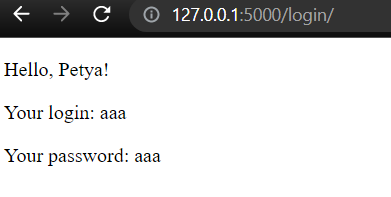 127.0.0.1:5000/login/
Hello, Petya!
Your login: aaa
Your password: aaa